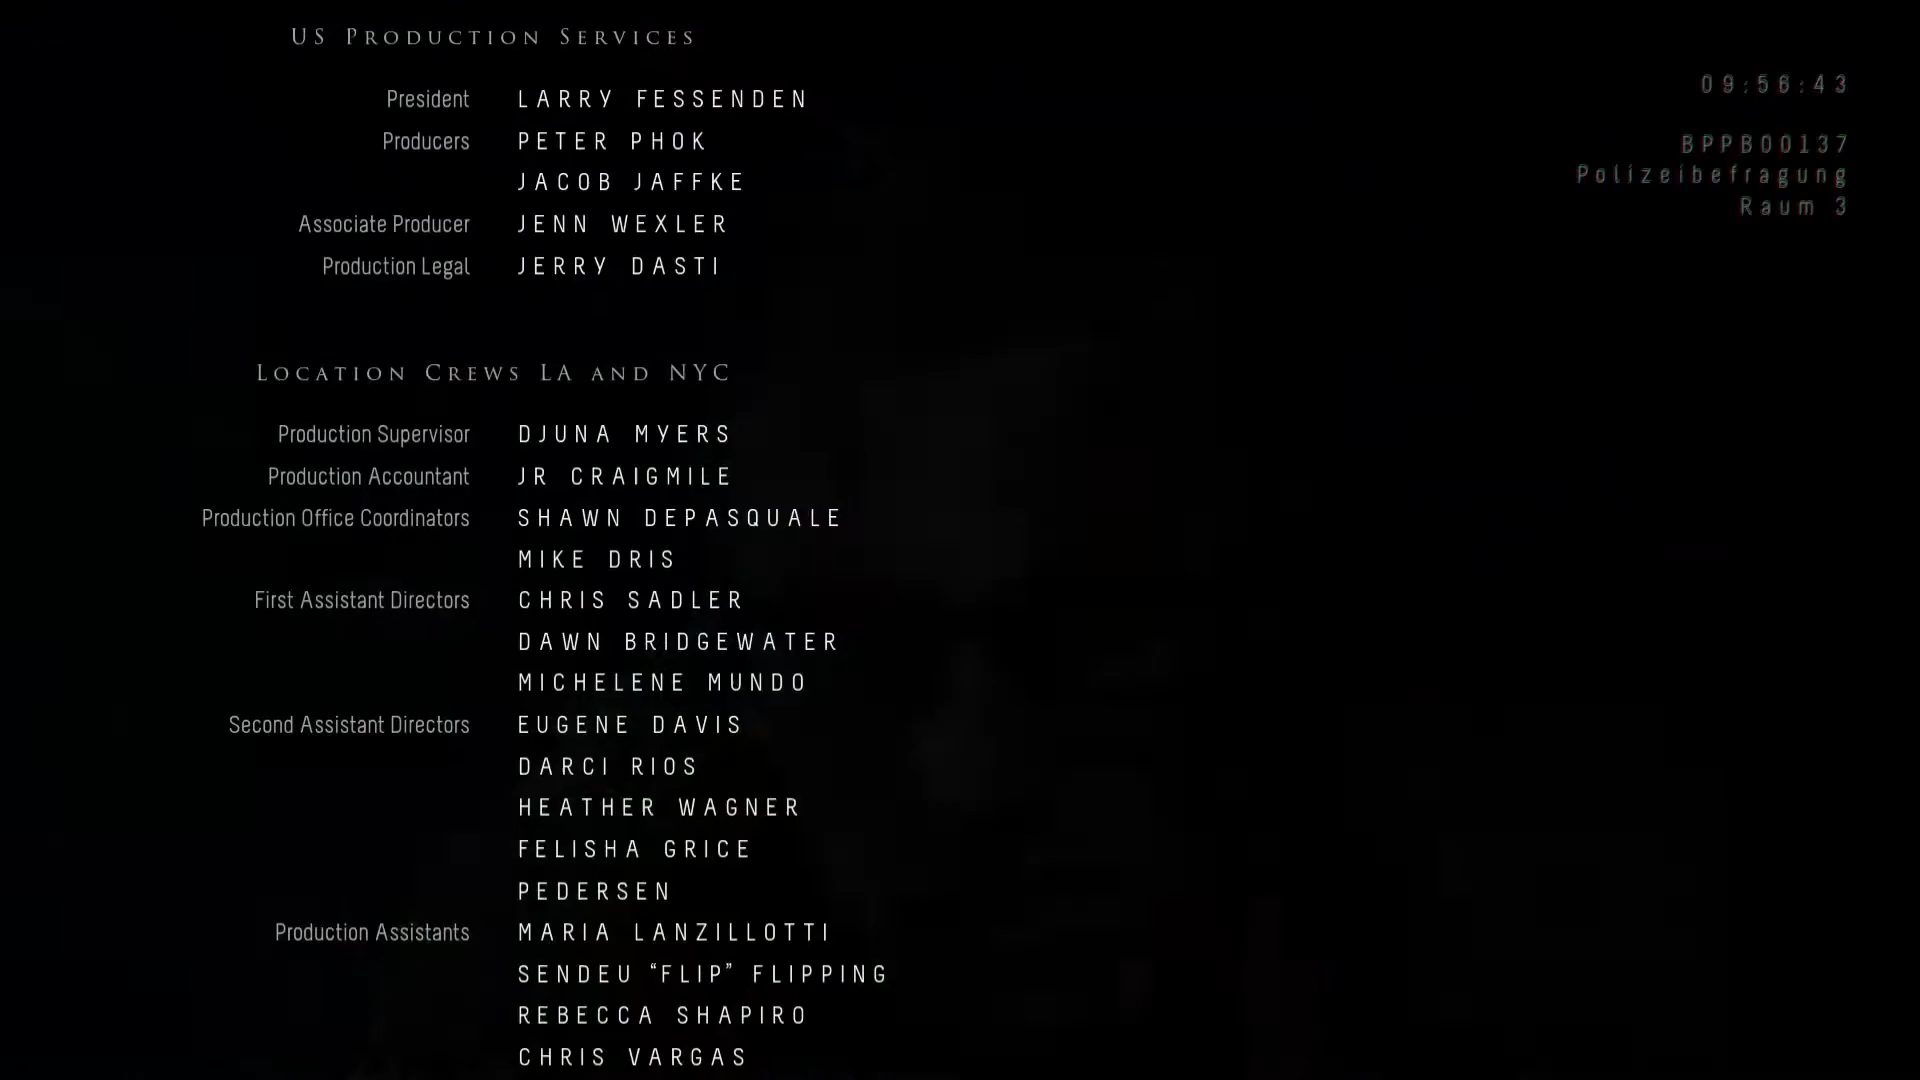 US Production Services
President LARRY FESSENDEN
Producers PETER PHOK
JACOB JAFFKE
Associate Producer JENN WEXLER
Production Legal JERRY DASTI
Location Crews LA and NYC
Production Supervisor DJUNA MYERS
Production Accountant JR CRAIGMILE
Production Office Coordinators SHAWN DEPASQUALE
MIKE DRIS
First Assistant Directors CHRIS SADLER
DAWN BRIDGEWATER
MICHELENE MUNDO
Second Assistant Directors EUGENE DAVIS
DARCI RIOS
HEATHER WAGNER
FELISHA GRICE
PEDERSEN
Production Assistants MARIA LANZILLOTTI
SENDEU “FLIP” FLIPPING
REBECCA SHAPIRO
CHRIS VARGAS
09:56:43
BPPB00137
Polizeibefragung
Raum 3